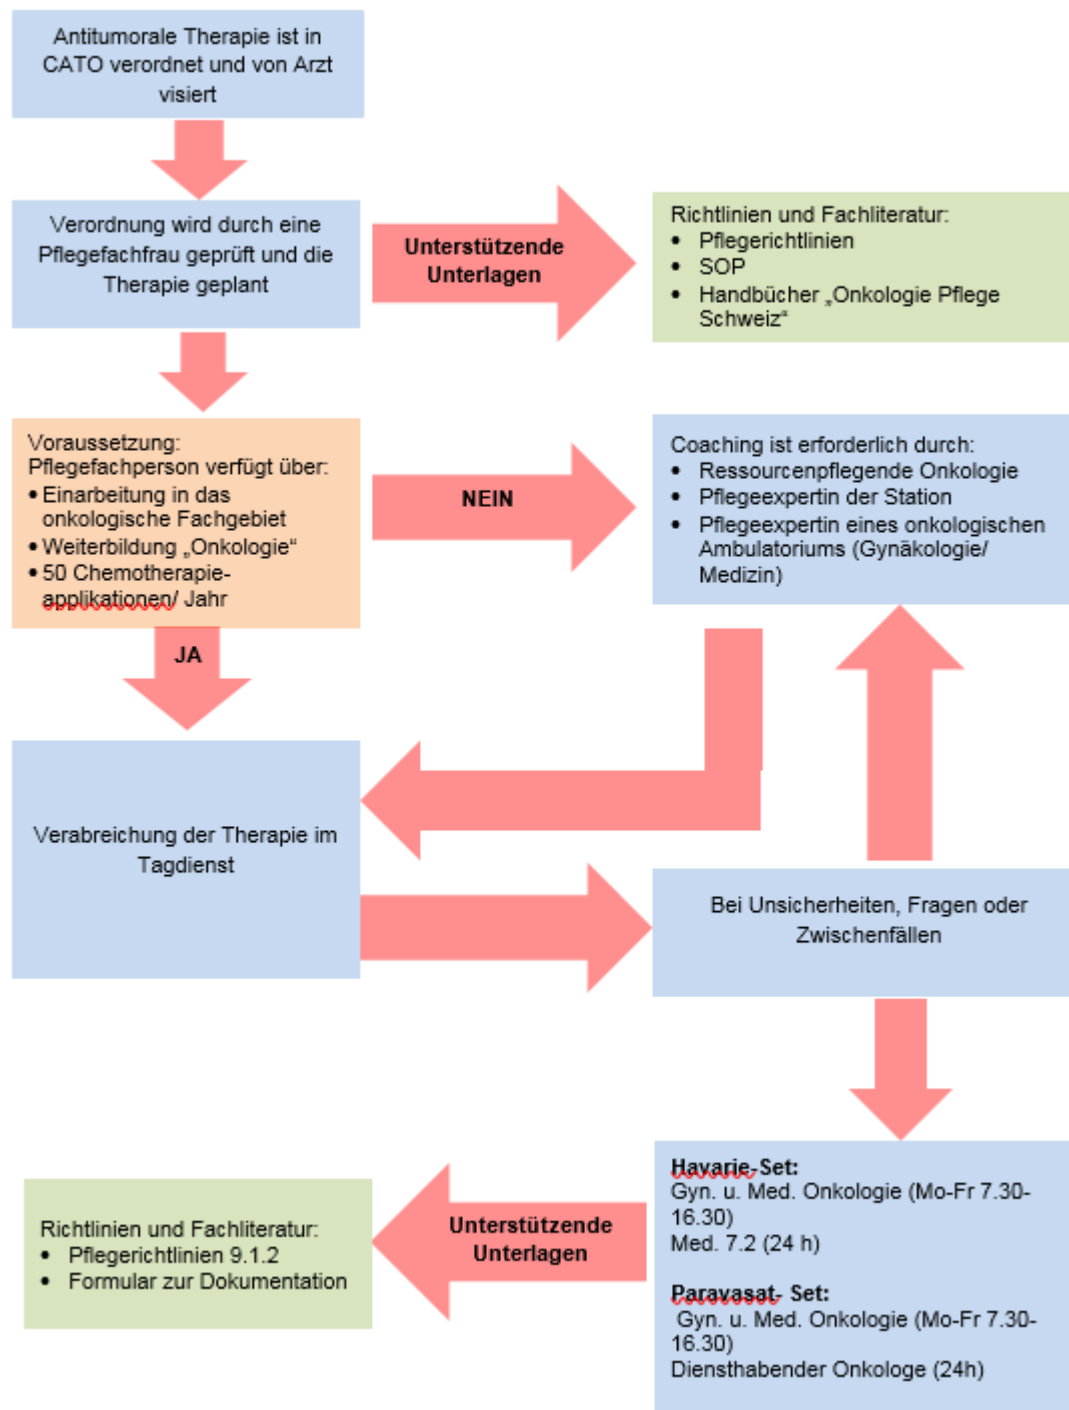 Antitumorale Therapie ist in
CATO verordnet und von Arzt
visiert
Verordnung wird durch eine
Pflegefachfrau geprüft und die
Therapie geplant
Unterstützende
Unterlagen
Richtlinien und Fachliteratur:
• Pflegerichtlinien
• SOP
• Handbücher „Onkologie Pflege
Schweiz“
Voraussetzung:
Pflegefachperson verfügt über:
• Einarbeitung in das
onkologische Fachgebiet
• Weiterbildung „Onkologie“
• 50 Chemotherapie-
applikationen/ Jahr
NEIN
Coaching ist erforderlich durch:
• Ressourcenpflegende Onkologie
• Pflegeexpertin der Station
• Pflegeexpertin eines onkologischen
Ambulatoriums (Gynäkologie/
Medizin)
JA
Verabreichung der Therapie im
Tagdienst
Bei Unsicherheiten, Fragen oder
Zwischenfällen
Havarie-Set:
Gyn. u. Med. Onkologie (Mo-Fr 7.30-
16.30)
Med. 7.2 (24 h)
Paravasat- Set:
Gyn. u. Med. Onkologie (Mo-Fr 7.30-
16.30)
Diensthabender Onkologe (24h)
Unterstützende
Unterlagen
Richtlinien und Fachliteratur:
• Pflegerichtlinien 9.1.2
• Formular zur Dokumentation